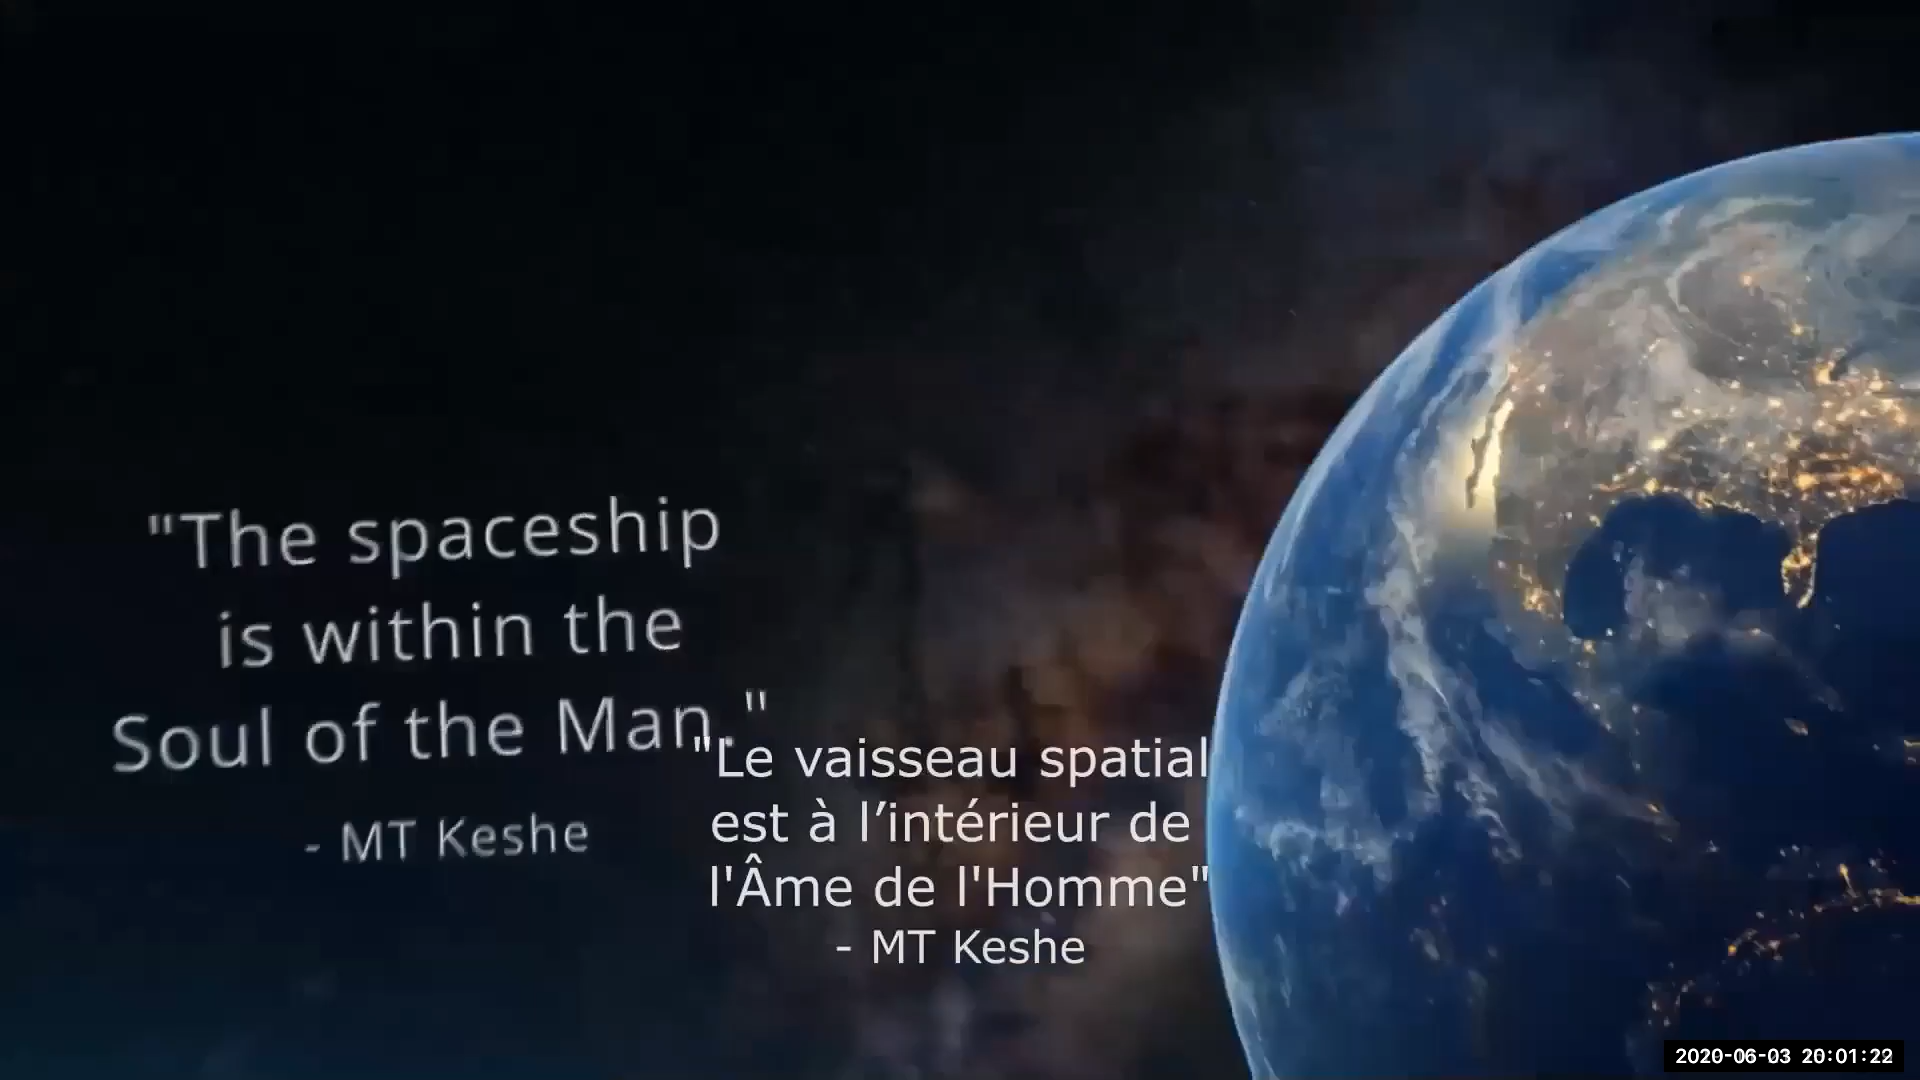 "The spaceship
is within the
Soul of the Man."
- MT Keshe
"Le vaisseau spatial
est à l’intérieur de
l'Âme de l'Homme"
- MT Keshe
2020-06-03 20:01:22